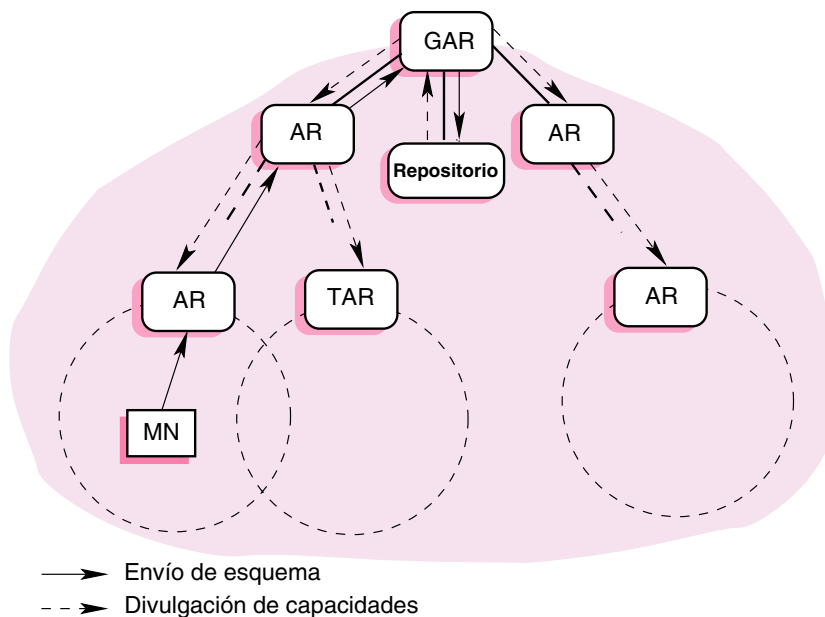 GAR
AR
AR
Repositorio
AR
TAR
AR
MN
Envío de esquema
Divulgación de capacidades